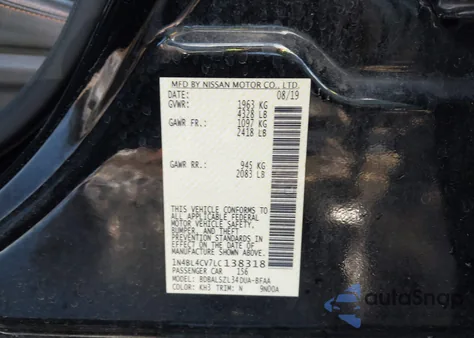 MFD BY NISSAN MOTOR CO., LTD.
DATE: 08/19
GVWR: 1963 KG
4328 LB
GAWR FR.: 1097 KG
2418 LB
GAWR RR.: 945 KG
2083 LB
THIS VEHICLE CONFORMS TO
ALL APPLICABLE FEDERAL
MOTOR VEHICLE SAFETY,
BUMPER, AND THEFT
PREVENTION STANDARDS
IN EFFECT ON THE
DATE OF MANUFACTURE
SHOWN ABOVE.
1N4BL4CV7LC138318
PASSENGER CAR 156
MODEL: BDBALSZL34DUA-BFAA
COLOR: KH3 TRIM: N 9N00A
autoSnap